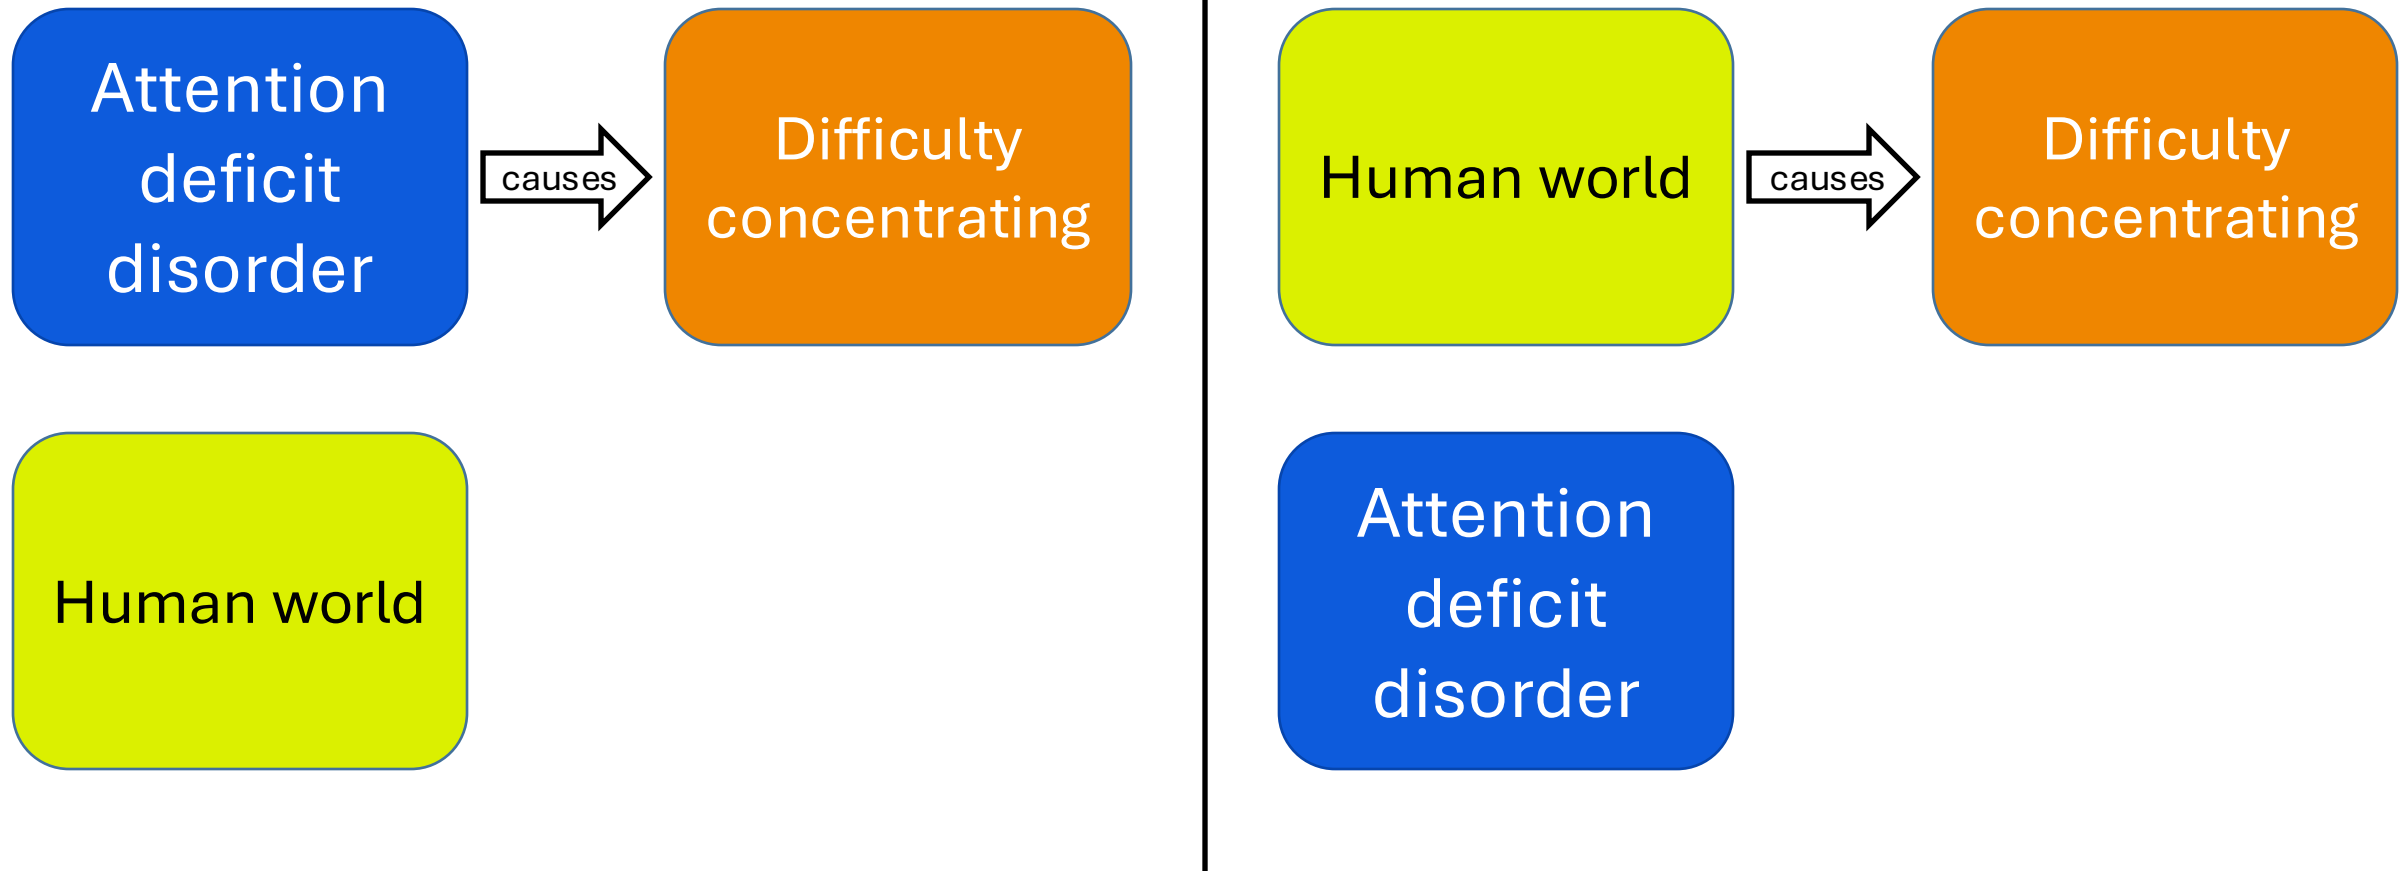 Attention
deficit
disorder
causes
Difficulty
concentrating
Human world
Human world
causes
Difficulty
concentrating
Attention
deficit
disorder